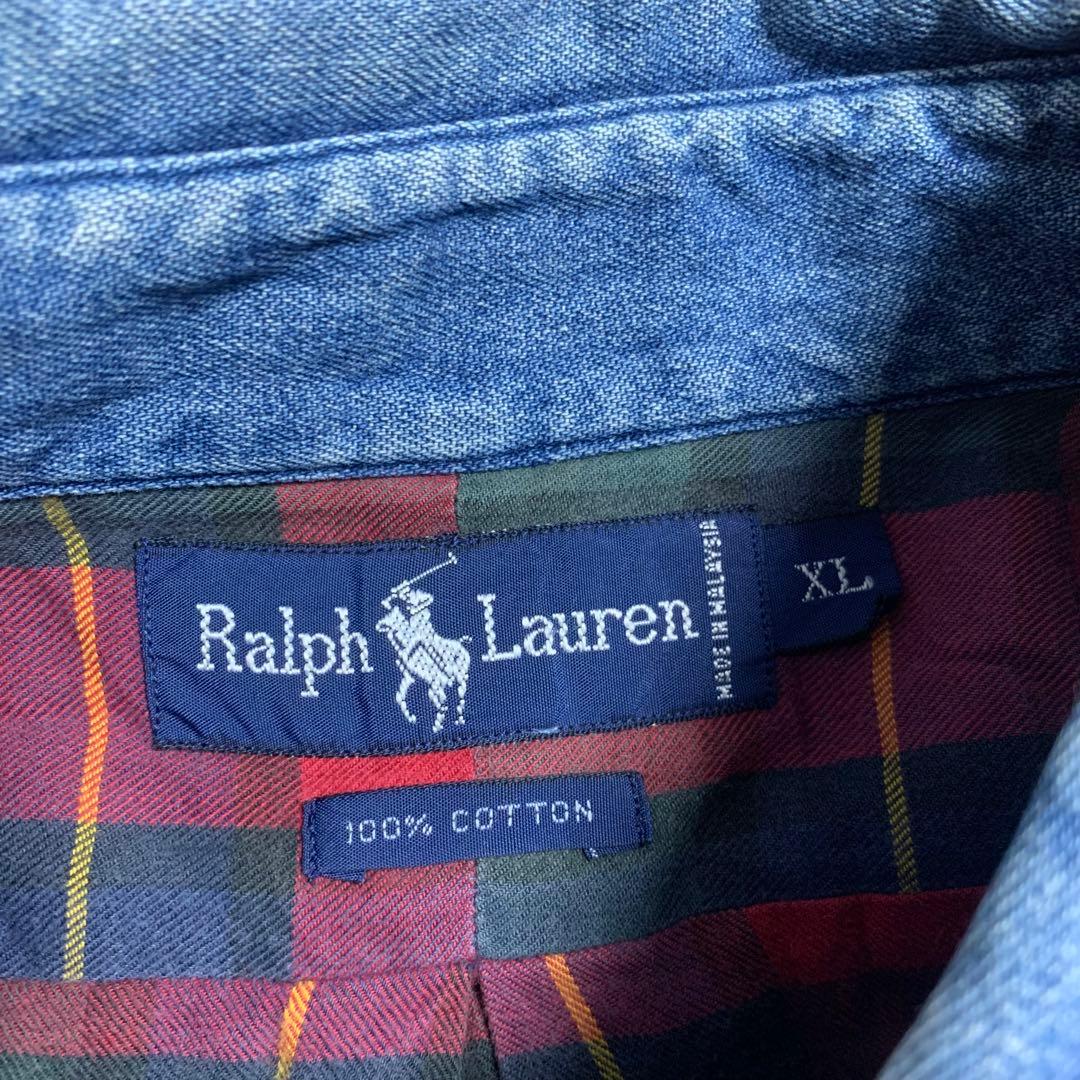 Ralph Lauren
MADE IN MALAYSIA
XL
100% COTTON